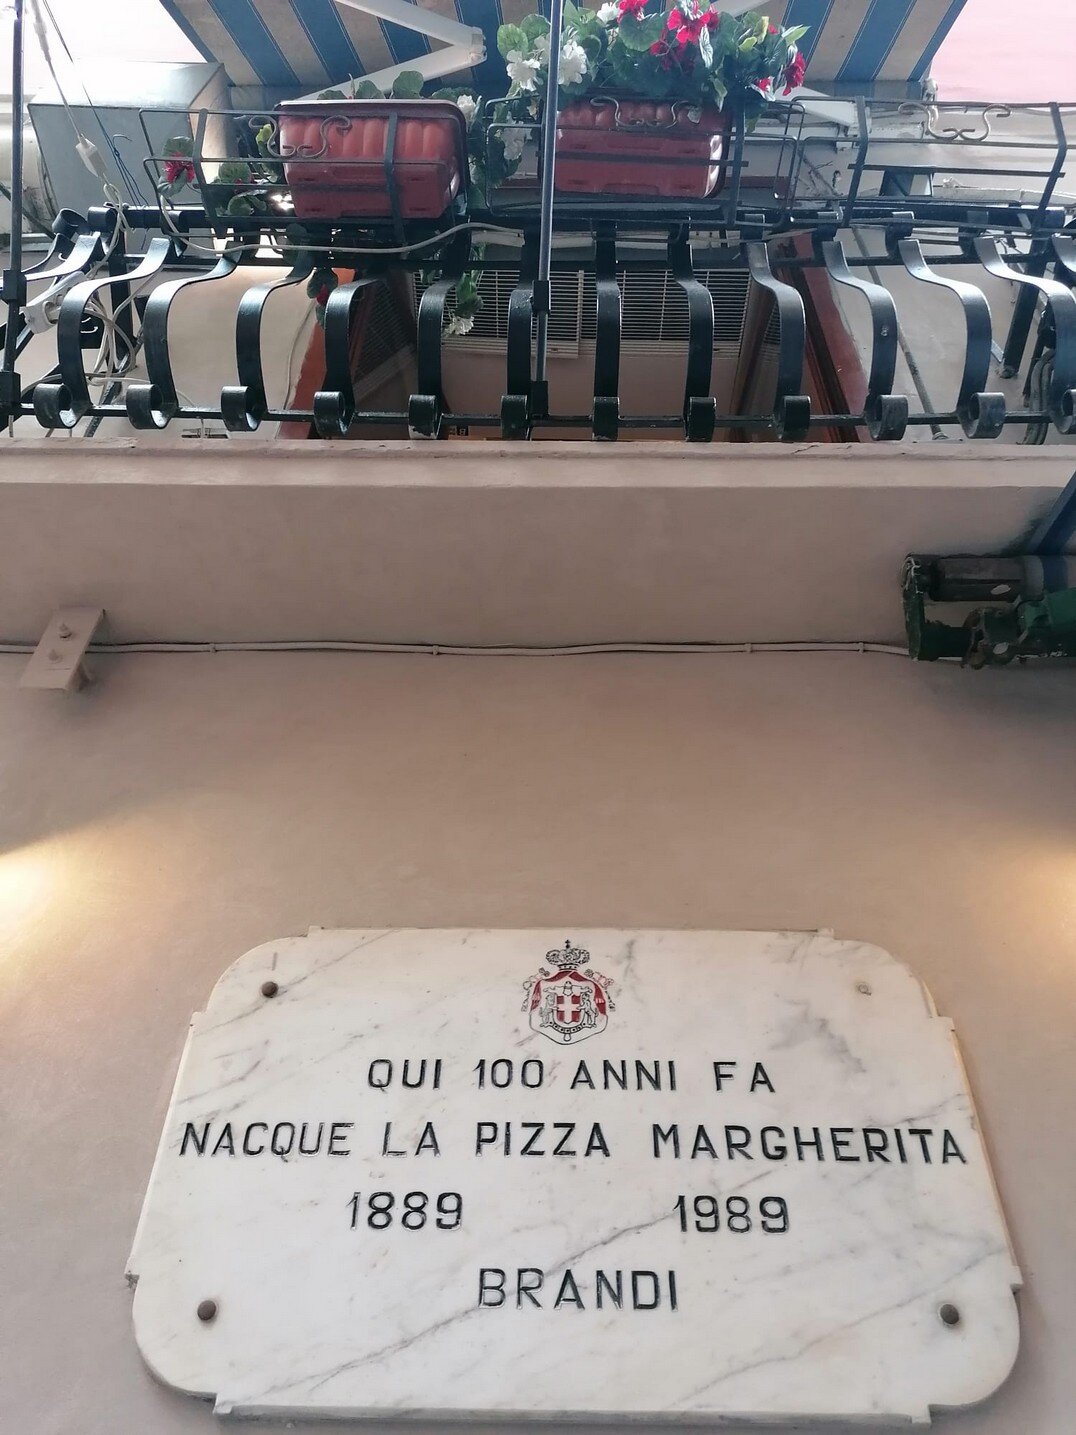 QUI 100 ANNI FA
NACQUE LA PIZZA MARGHERITA
1889 1989
BRANDI